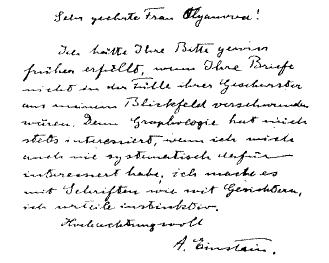 Sehr geehrte Frau Olyanova!
Ich hätte Ihre Bitte gewiss
früher erfüllt, wenn Ihre Briefe
nicht in der Fülle ihrer Geschwister
aus meinem Blickfeld verschwunden
wären. Denn Graphologie hat mich
stets interessiert, wenn ich mich
auch nie systematisch dafür
interessiert habe, ich mache es
mit Schriften wie mit Gesichtern,
ich urteile instinktiv.
Hochachtungsvoll
A. Einstein.